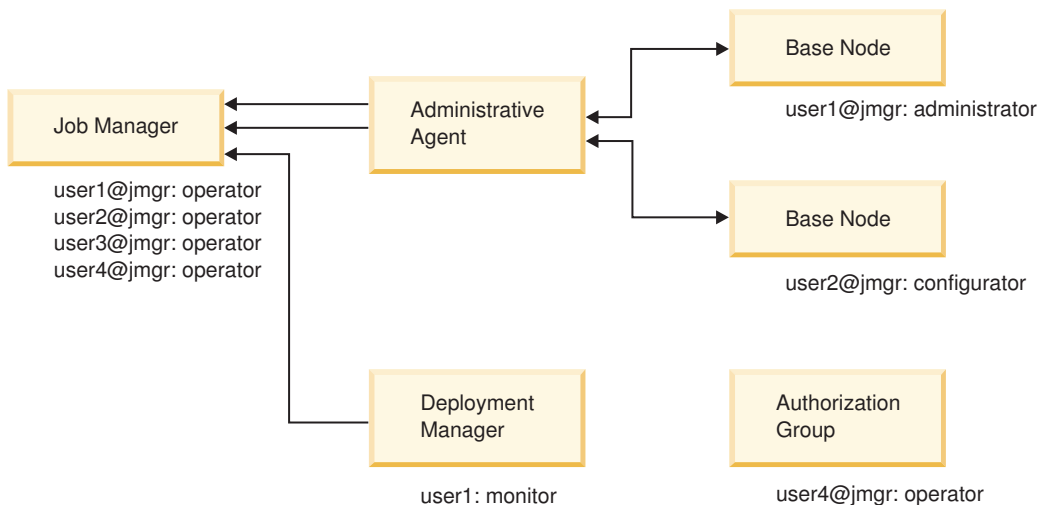 Job Manager
user1@jmgr: operator
user2@jmgr: operator
user3@jmgr: operator
user4@jmgr: operator
Administrative
Agent
Base Node
user1@jmgr: administrator
Base Node
user2@jmgr: configurator
Deployment
Manager
user1: monitor
Authorization
Group
user4@jmgr: operator